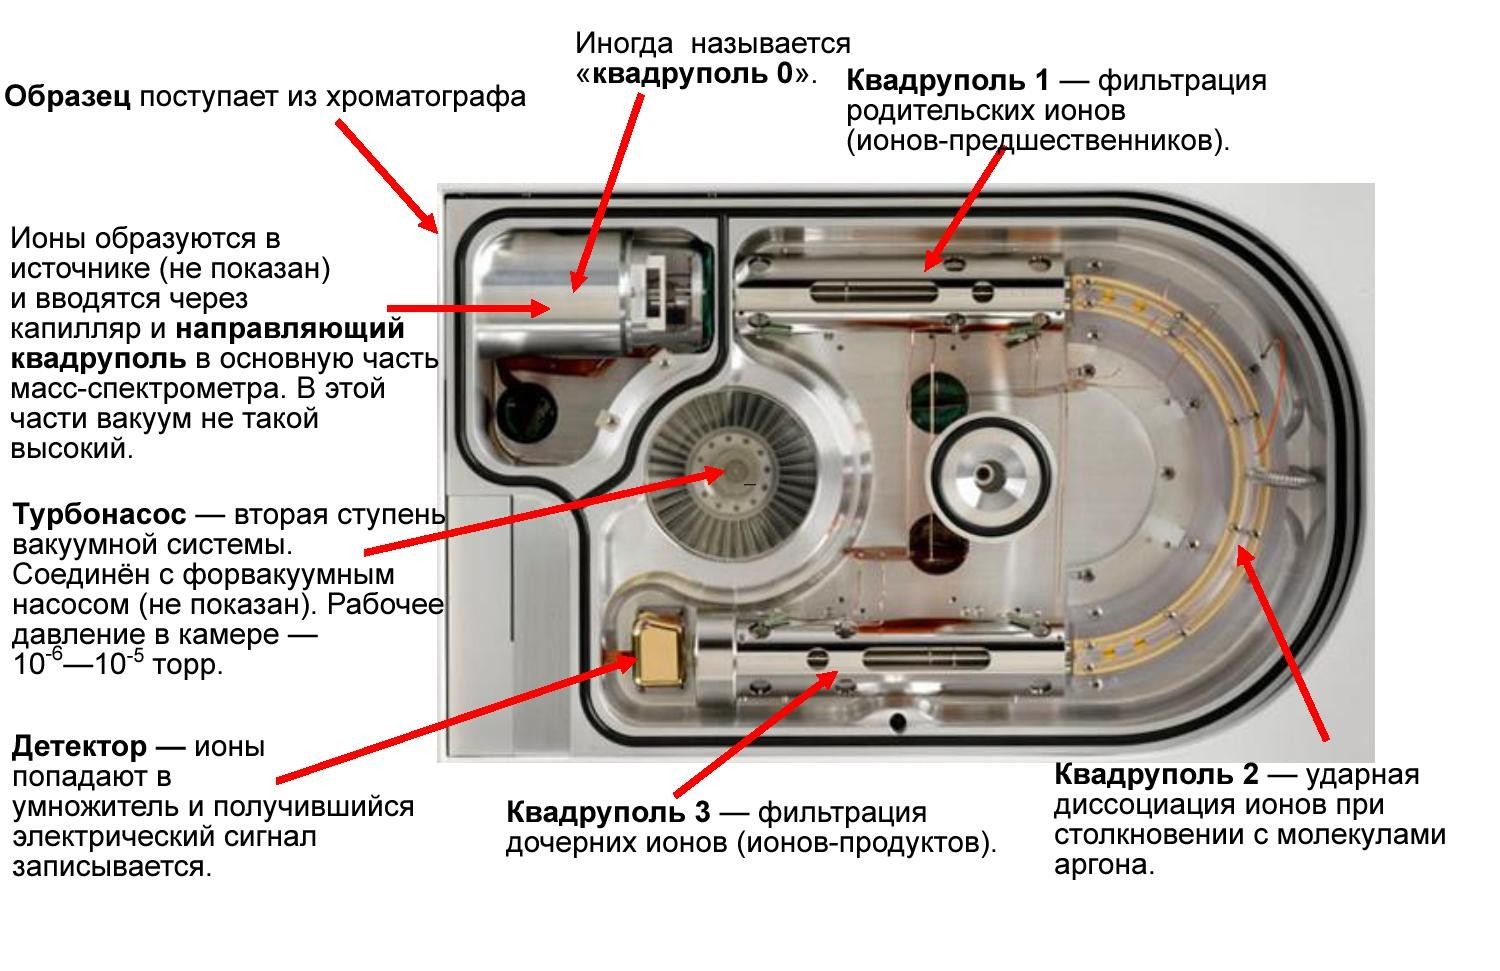 Иногда называется
«квадруполь 0».
Образец поступает из хроматографа
Квадруполь 1 — фильтрация
родительских ионов
(ионов-предшественников).
Ионы образуются в
источнике (не показан)
и вводятся через
капилляр и направляющий
квадруполь в основную часть
масс-спектрометра. В этой
части вакуум не такой
высокий.
Турбонасос — вторая ступень
вакуумной системы.
Соединён с форвакуумным
насосом (не показан). Рабочее
давление в камере —
10⁻⁶—10⁻⁵ торр.
Детектор — ионы
попадают в
умножитель и получившийся
электрический сигнал
записывается.
Квадруполь 3 — фильтрация
дочерних ионов (ионов-продуктов).
Квадруполь 2 — ударная
диссоциация ионов при
столкновении с молекулами
аргона.